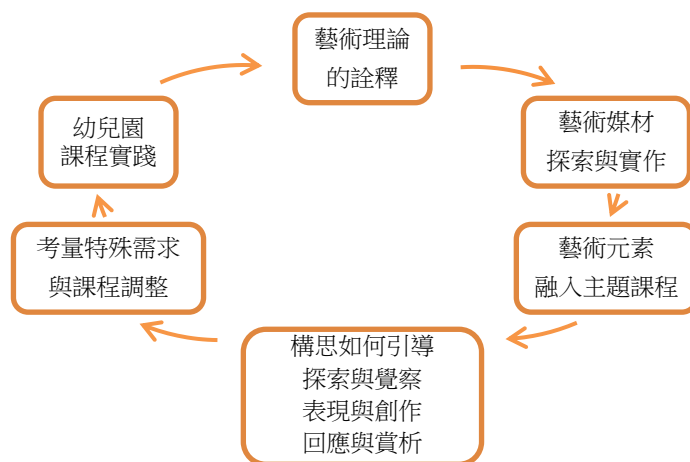 藝術理論
的詮釋
藝術媒材
探索與實作
藝術元素
融入主題課程
構思如何引導
探索與覺察
表現與創作
回應與賞析
考量特殊需求
與課程調整
幼兒園
課程實踐